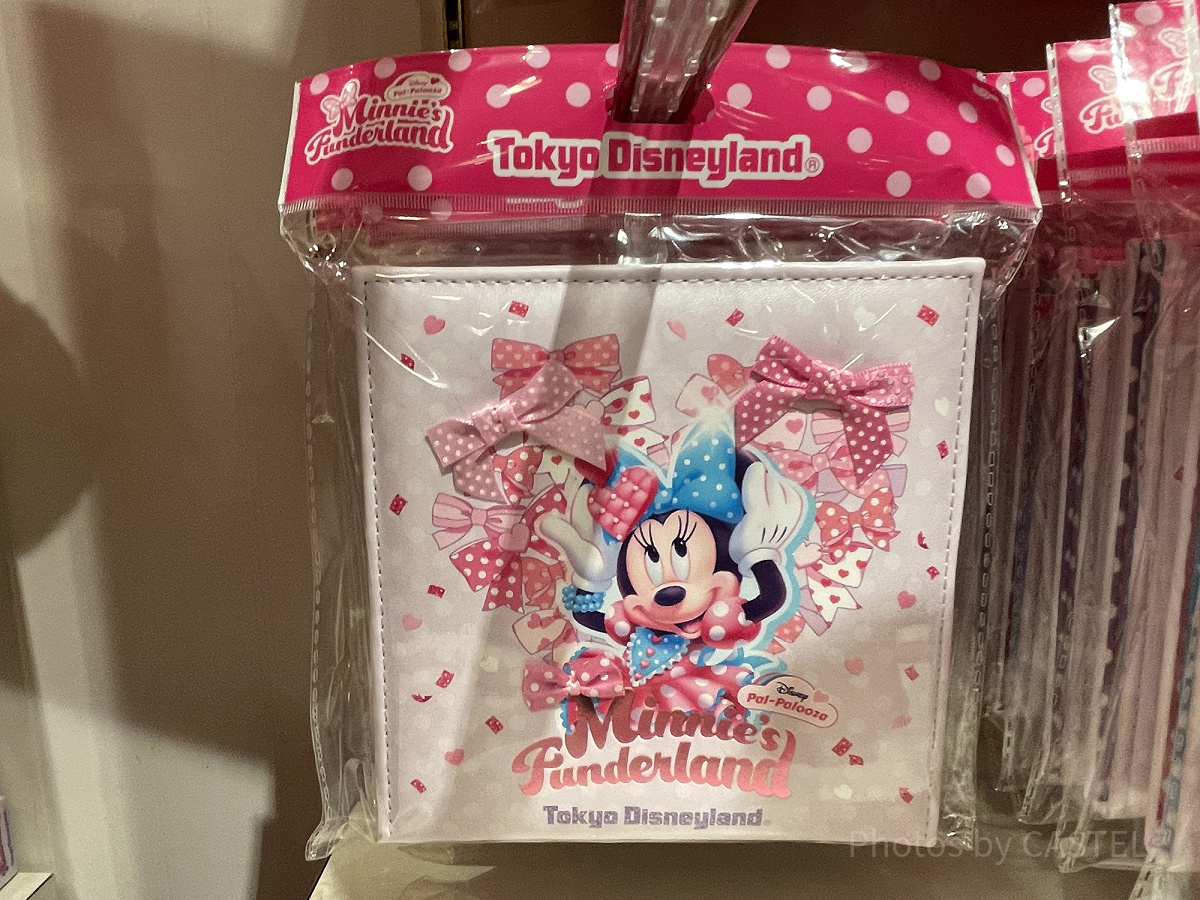 Disney
Pal-Palooza
Minnie's
Funderland
Tokyo Disneyland®
Disney
Pal-Palooza
Minnie's
Funderland
Tokyo Disneyland
Photos by CASTEL